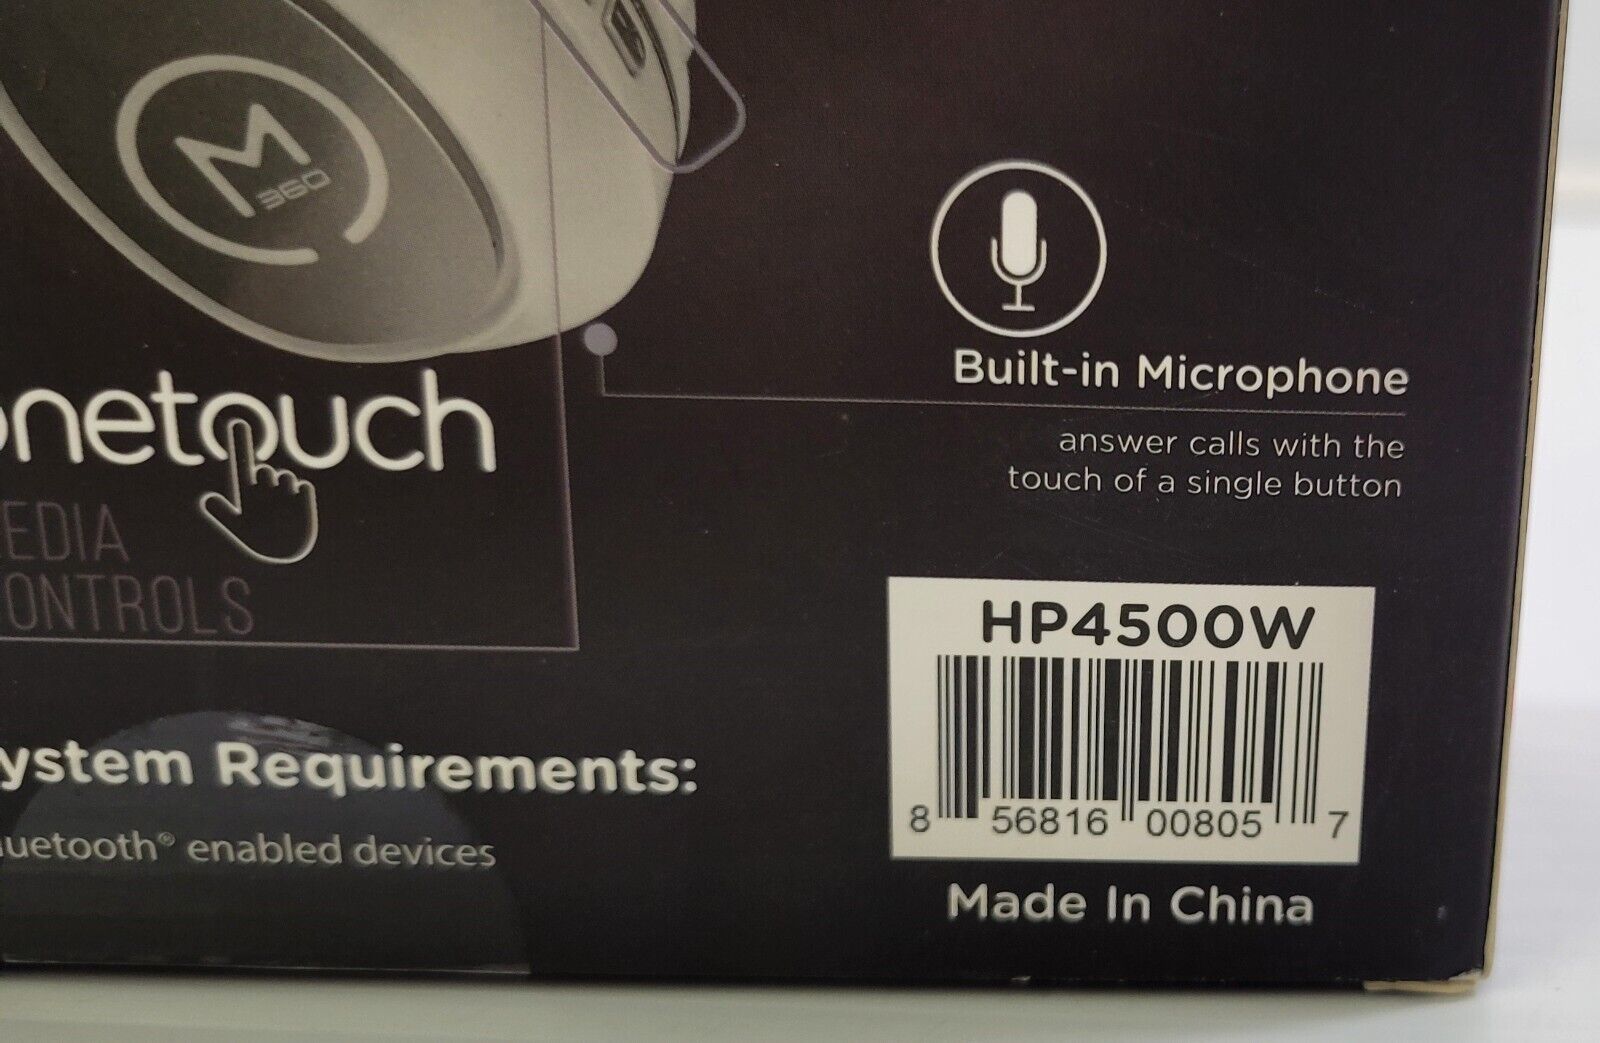 M
360
onetouch
EDIA
ONTROLS
Built-in Microphone
answer calls with the
touch of a single button
HP4500W
8 56816 00805 7
Made In China
ystem Requirements:
uetooth® enabled devices